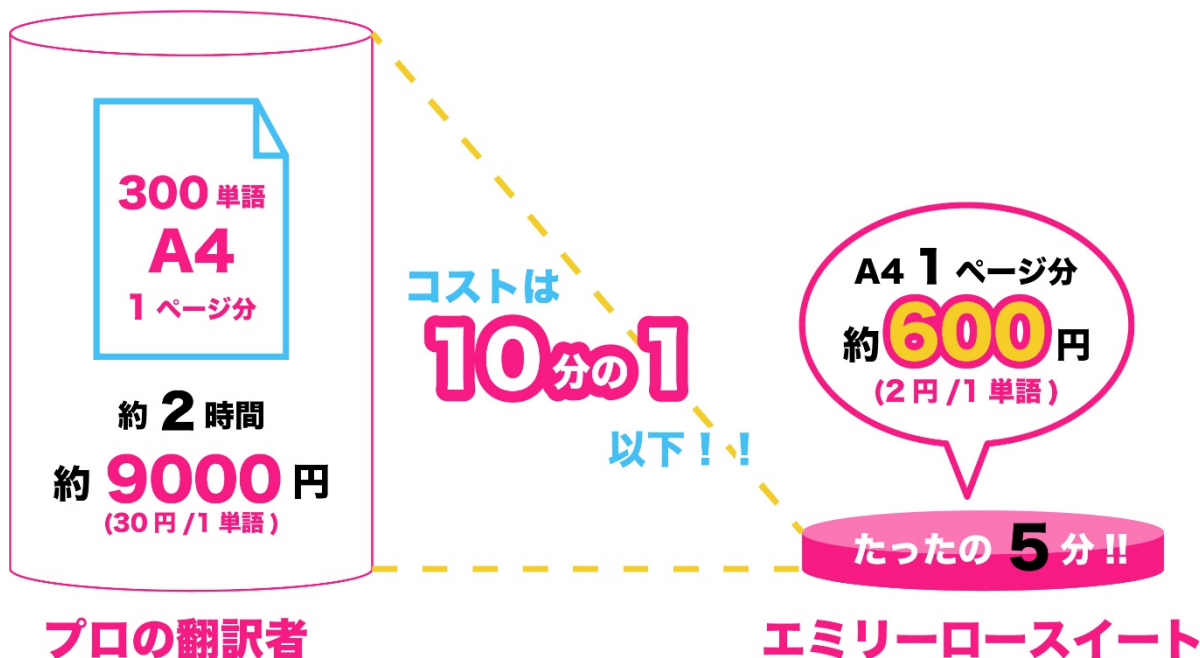 300 単語
A4
1 ページ分
約 2 時間
約 9000 円
(30 円 /1 単語 )
プロの翻訳者
コストは
10分の1
以下！！
A4 1 ページ分
約600円
(2 円 /1 単語 )
たったの 5 分 !!
エミリーロースイート